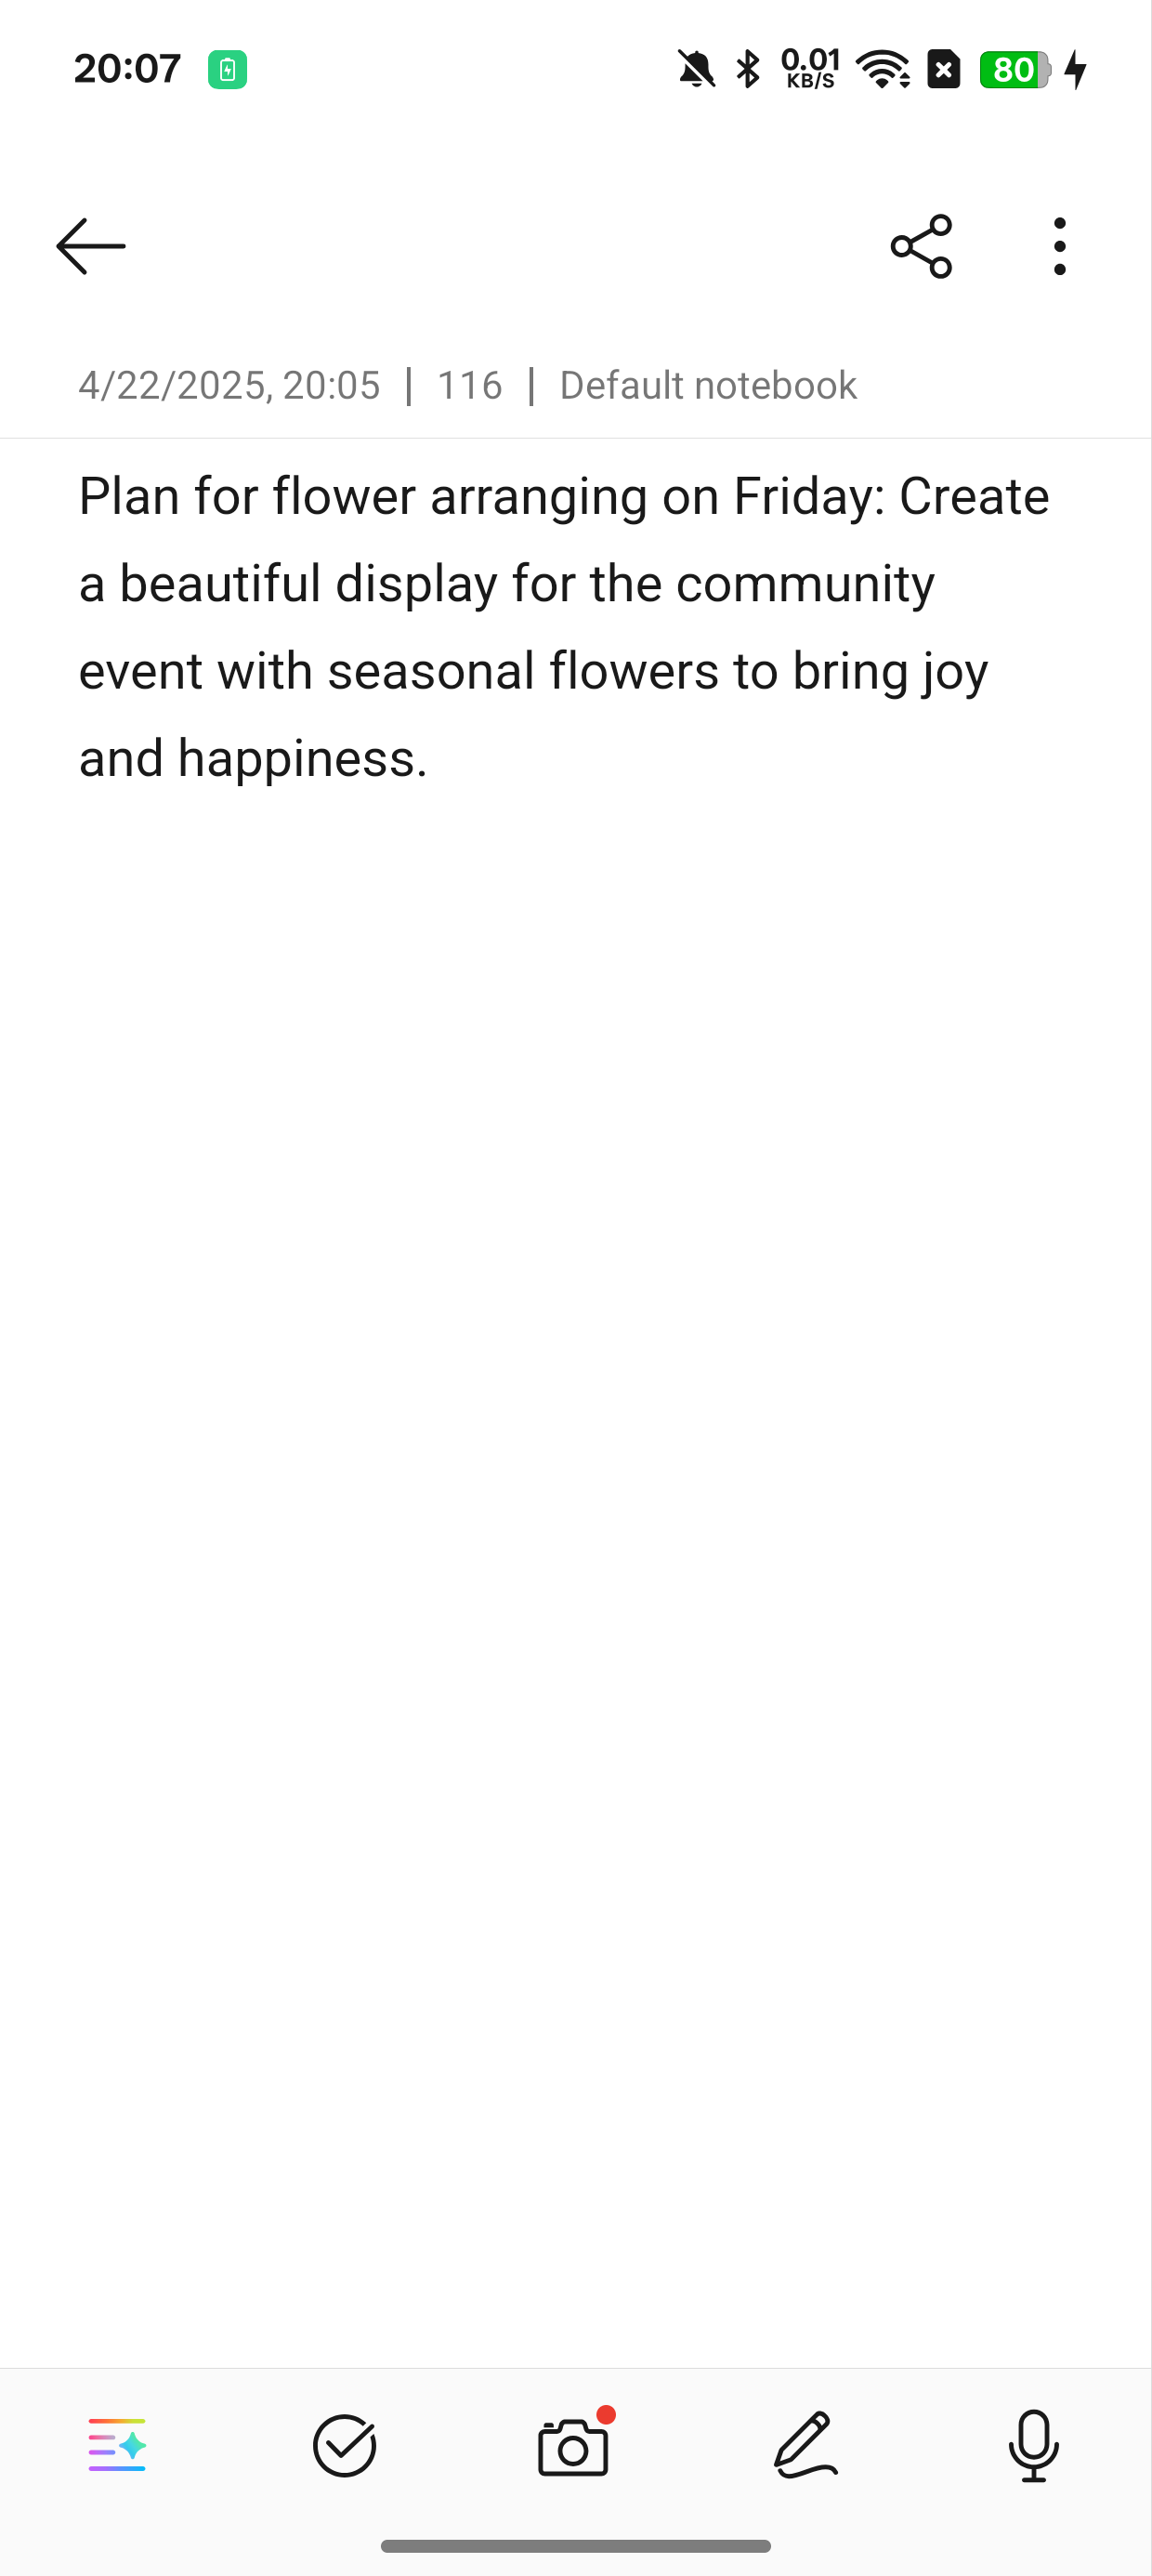 20:07 0.01 KB/S 80
4/22/2025, 20:05 | 116 | Default notebook
Plan for flower arranging on Friday: Create
a beautiful display for the community
event with seasonal flowers to bring joy
and happiness.